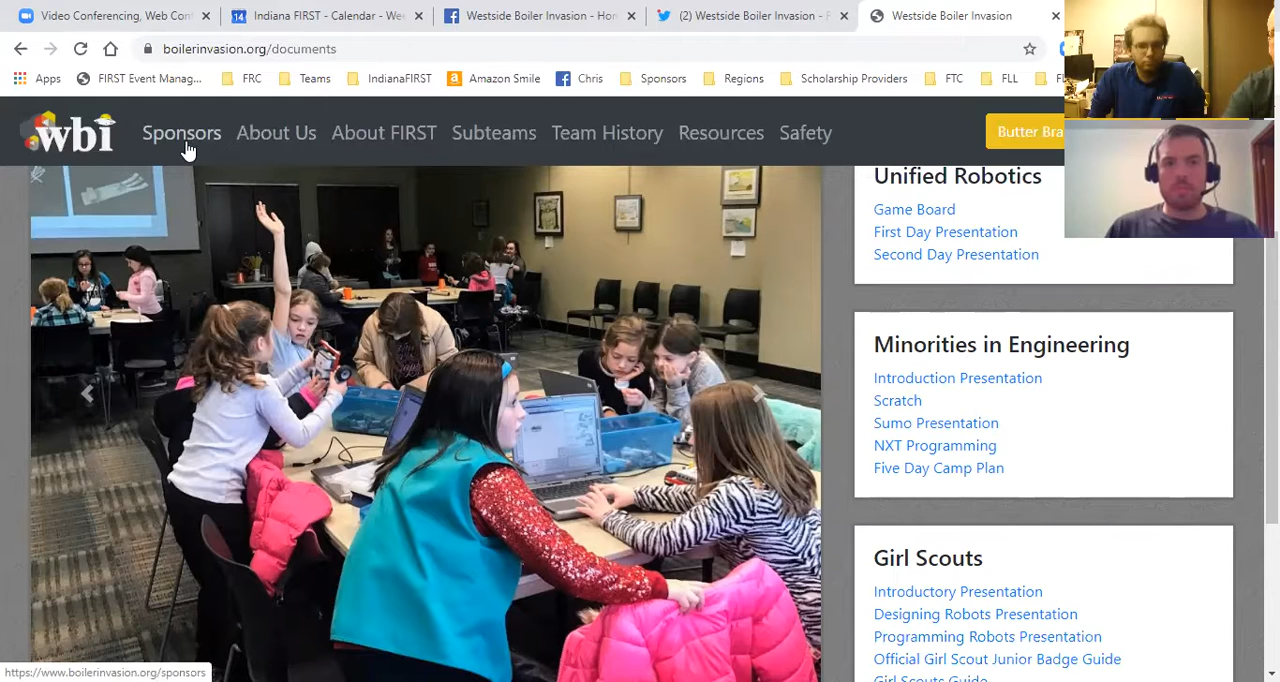 Video Conferencing, Web Con
Indiana FIRST - Calendar - Wee
Westside Boiler Invasion - Hom
(2) Westside Boiler Invasion - F
Westside Boiler Invasion
boilerinvasion.org/documents
Apps
FIRST Event Manag...
FRC
Teams
IndianaFIRST
Amazon Smile
Chris
Sponsors
Regions
Scholarship Providers
FTC
FLL
wbi
Sponsors
About Us
About FIRST
Subteams
Team History
Resources
Safety
Butter Bra
Unified Robotics
Game Board
First Day Presentation
Second Day Presentation
Minorities in Engineering
Introduction Presentation
Scratch
Sumo Presentation
NXT Programming
Five Day Camp Plan
Girl Scouts
Introductory Presentation
Designing Robots Presentation
Programming Robots Presentation
Official Girl Scout Junior Badge Guide
Girl Scouts Guide
https://www.boilerinvasion.org/sponsors